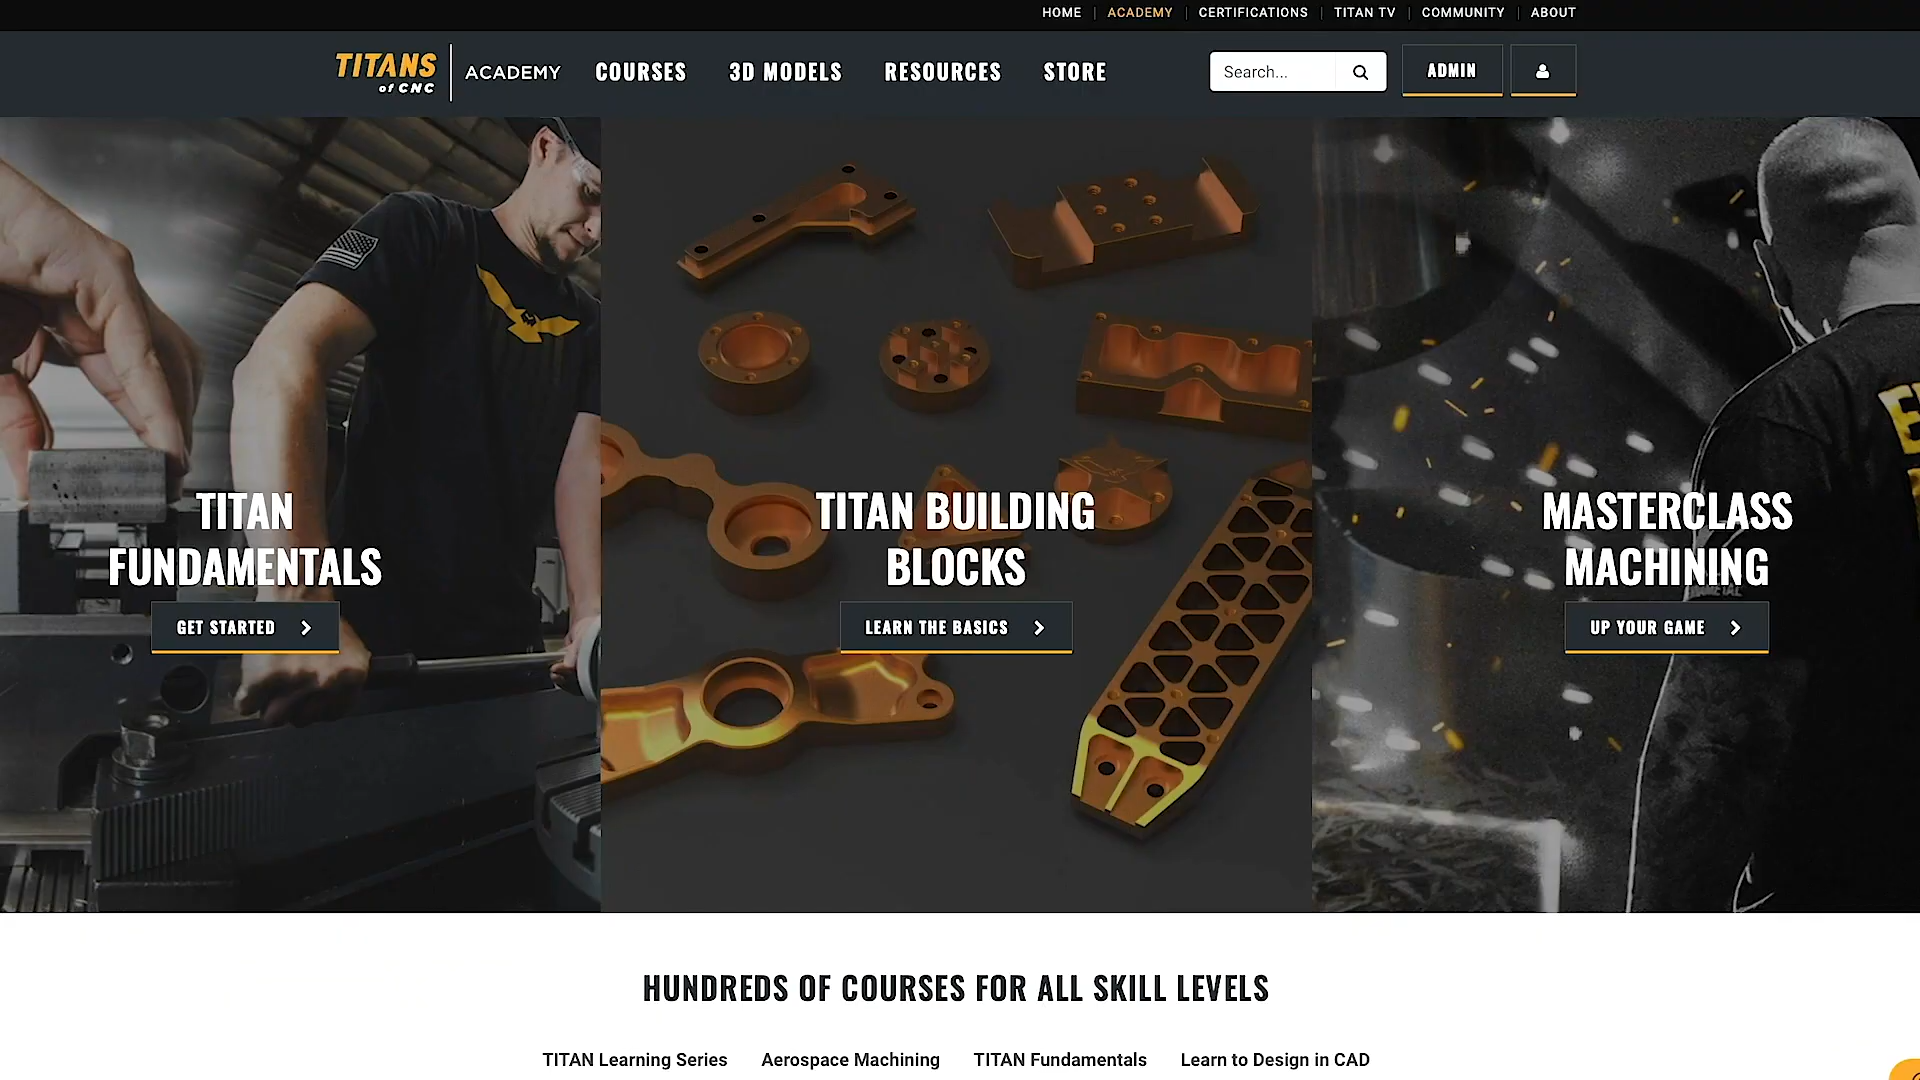 HOME
ACADEMY
CERTIFICATIONS
TITAN TV
COMMUNITY
ABOUT
TITANS
of CNC
ACADEMY
COURSES
3D MODELS
RESOURCES
STORE
Search...
ADMIN
TITAN
FUNDAMENTALS
GET STARTED
TITAN BUILDING
BLOCKS
LEARN THE BASICS
MASTERCLASS
MACHINING
UP YOUR GAME
HUNDREDS OF COURSES FOR ALL SKILL LEVELS
TITAN Learning Series
Aerospace Machining
TITAN Fundamentals
Learn to Design in CAD